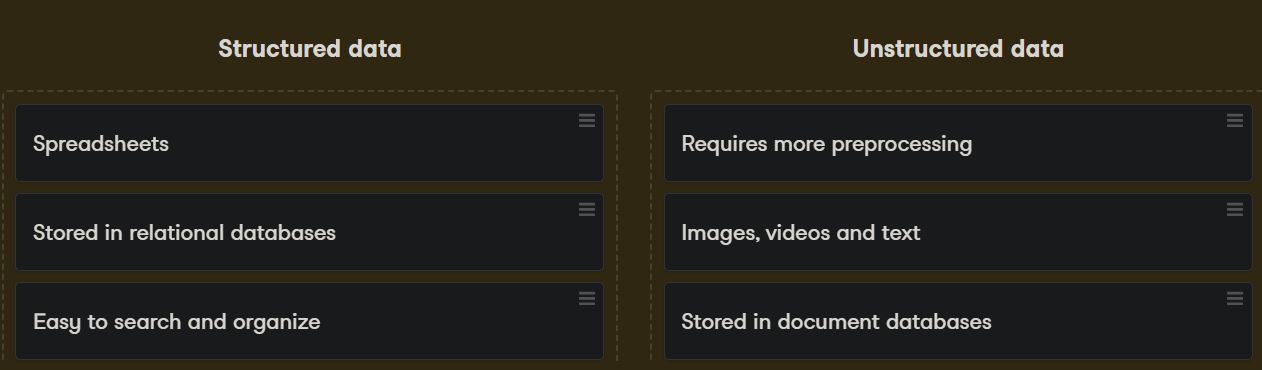 Structured data
Unstructured data
Spreadsheets
Requires more preprocessing
Stored in relational databases
Images, videos and text
Easy to search and organize
Stored in document databases